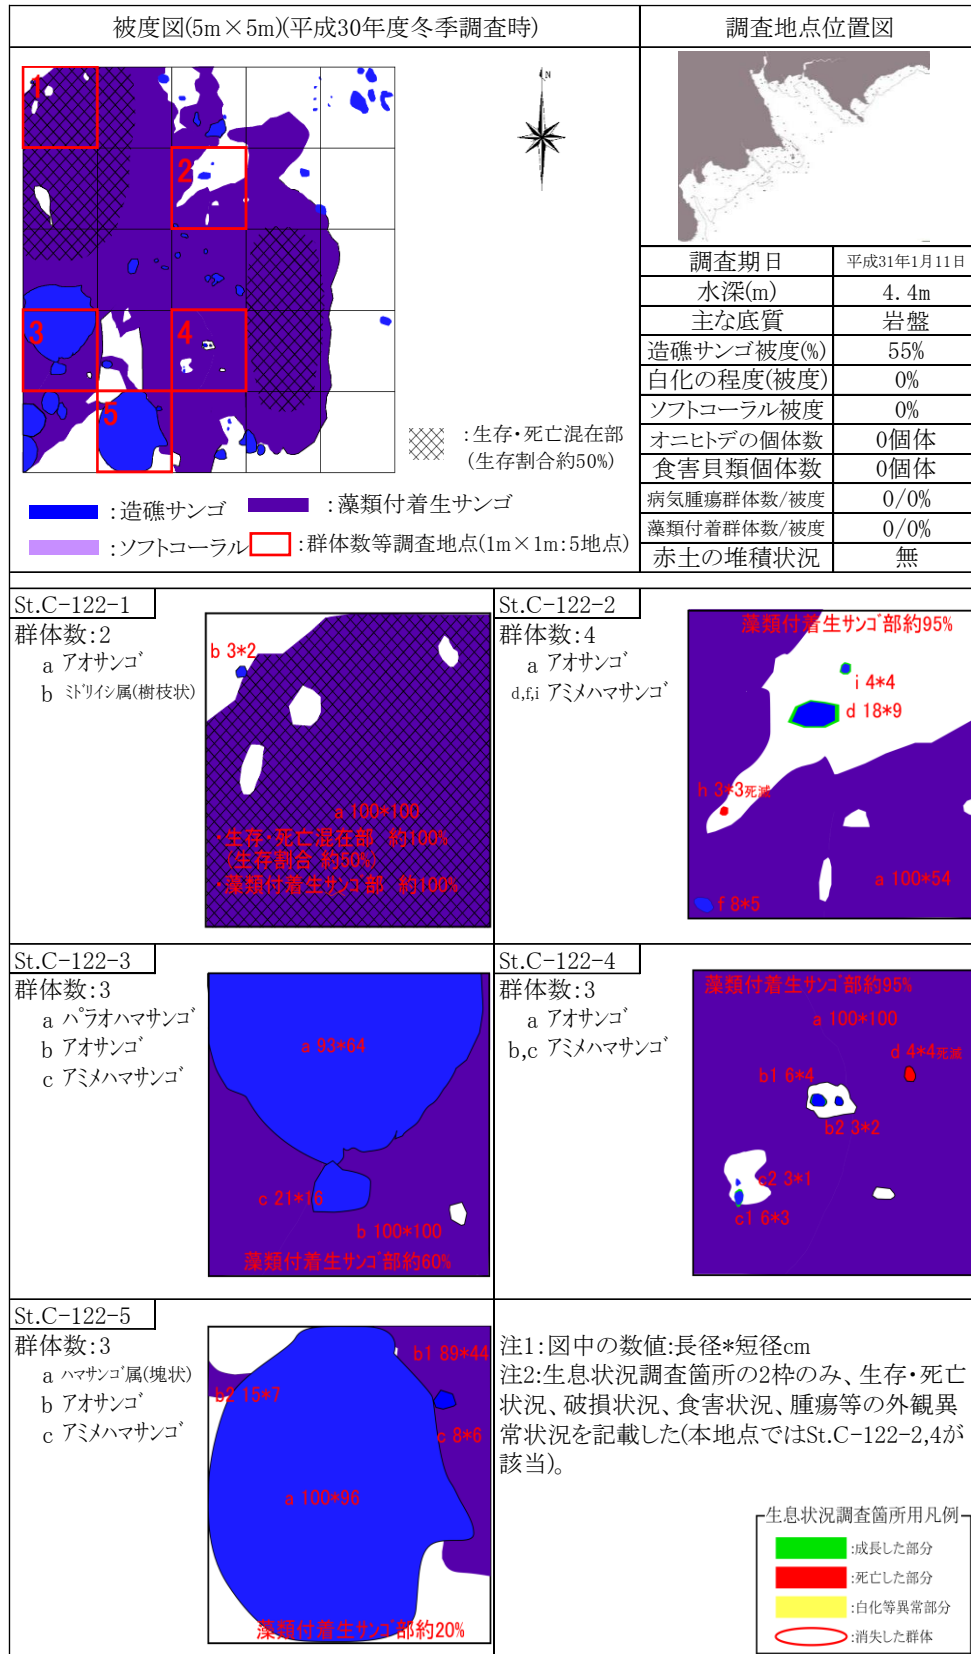 被度図(5m×5m)(平成30年度冬季調査時)
調査地点位置図
1
2
3
4
5
N
:生存・死亡混在部
(生存割合約50%)
:造礁サンゴ
:藻類付着生サンゴ
:ソフトコーラル
:群体数等調査地点(1m×1m:5地点)
調査期日 平成31年1月11日
水深(m) 4.4m
主な底質 岩盤
造礁サンゴ被度(%) 55%
白化の程度(被度) 0%
ソフトコーラル被度 0%
オニヒトデの個体数 0個体
食害貝類個体数 0個体
病気腫瘍群体数/被度 0/0%
藻類付着群体数/被度 0/0%
赤土の堆積状況 無
St.C-122-1
群体数:2
a アオサンゴ
b ミドリイシ属(樹枝状)
b 3*2
a 100*100
・生存・死亡混在部 約100%
(生存割合 約50%)
・藻類付着生サンゴ部 約100%
St.C-122-2
群体数:4
a アオサンゴ
d,f,i アミメハマサンゴ
藻類付着生サンゴ部約95%
i 4*4
d 18*9
h 3*3死滅
a 100*54
f 8*5
St.C-122-3
群体数:3
a パラオハマサンゴ
b アオサンゴ
c アミメハマサンゴ
a 93*64
c 21*16
b 100*100
藻類付着生サンゴ部約60%
St.C-122-4
群体数:3
a アオサンゴ
b,c アミメハマサンゴ
藻類付着生サンゴ部約95%
a 100*100
d 4*4死滅
b1 6*4
b2 3*2
c2 3*1
c1 6*3
St.C-122-5
群体数:3
a ハマサンゴ属(塊状)
b アオサンゴ
c アミメハマサンゴ
b1 89*44
b2 15*7
c 8*6
a 100*96
藻類付着生サンゴ部約20%
注1:図中の数値:長径*短径cm
注2:生息状況調査箇所の2枠のみ、生存・死亡
状況、破損状況、食害状況、腫瘍等の外観異
常状況を記載した(本地点ではSt.C-122-2,4が
該当)。
生息状況調査箇所用凡例
:成長した部分
:死亡した部分
:白化等異常部分
:消失した群体